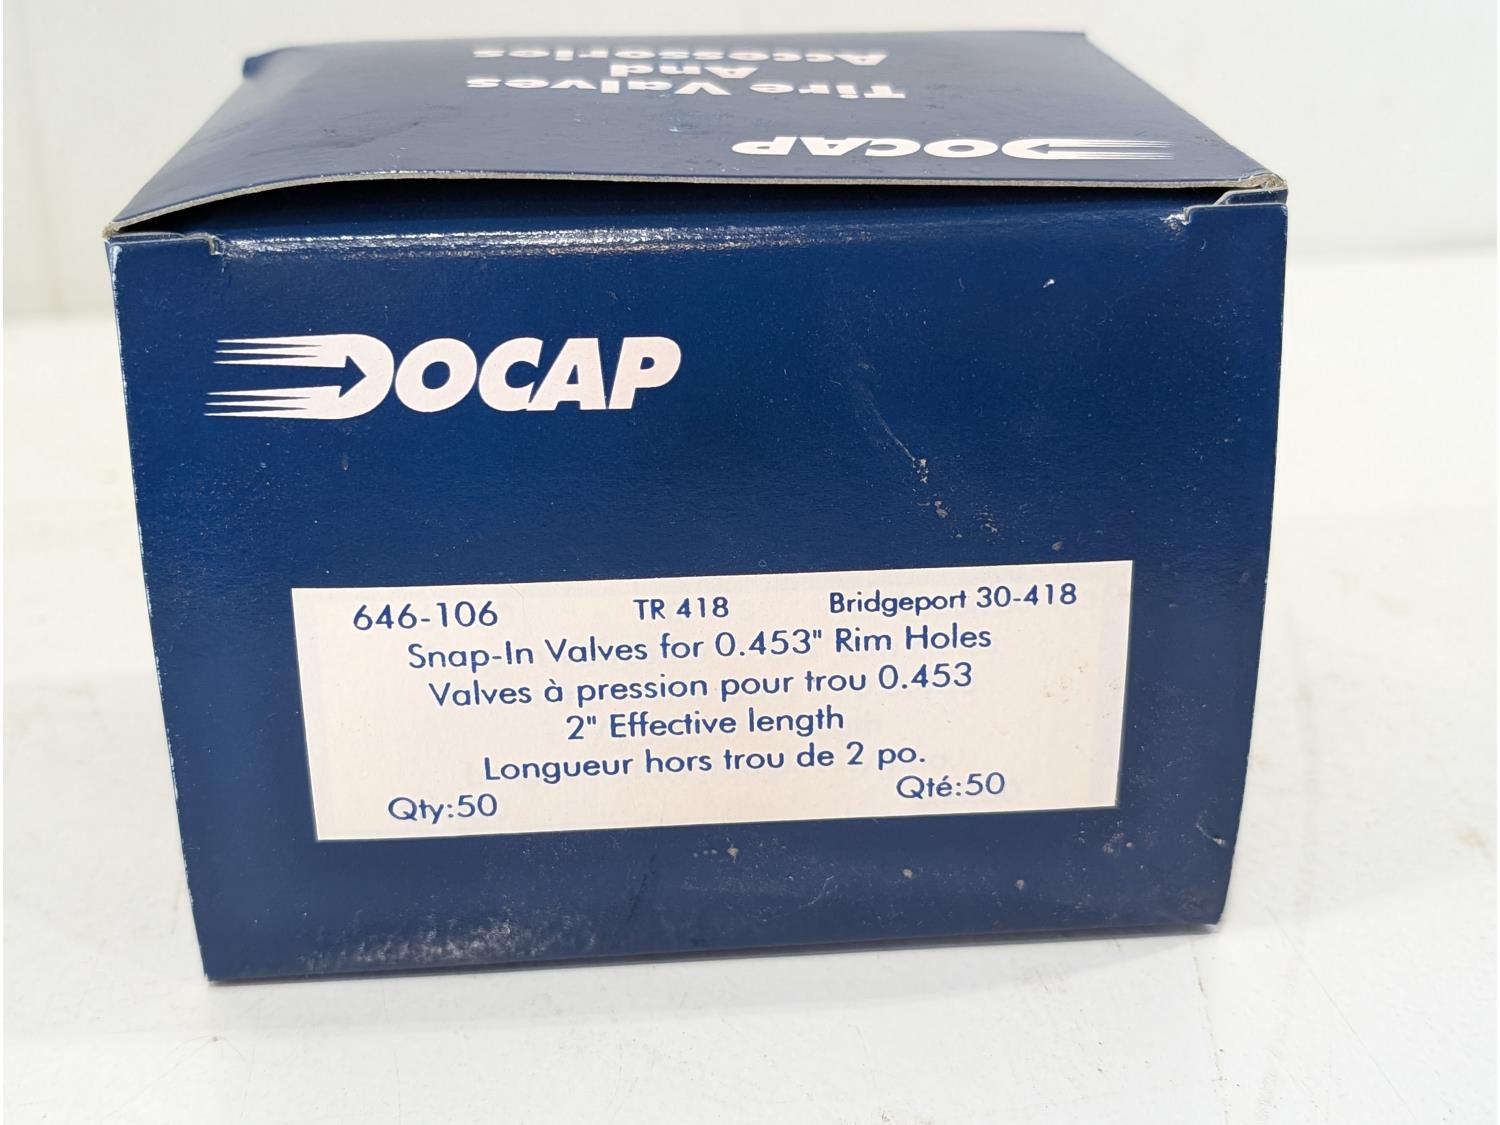 Accessories
And
Tire Valves
DOCAP
DOCAP
646-106 TR 418 Bridgeport 30-418
Snap-In Valves for 0.453" Rim Holes
Valves à pression pour trou 0.453
2" Effective length
Longueur hors trou de 2 po.
Qty:50 Qté:50